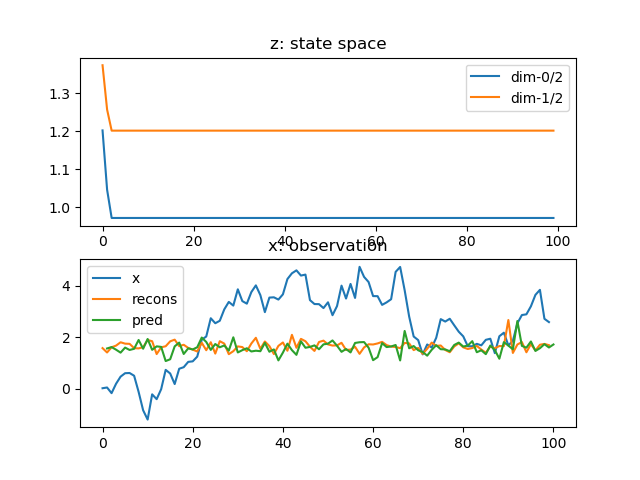 z: state space
dim-0/2
dim-1/2
1.3
1.2
1.1
1.0
0 20 40 60 80 100
x: observation
x
recons
pred
4
2
0
0 20 40 60 80 100